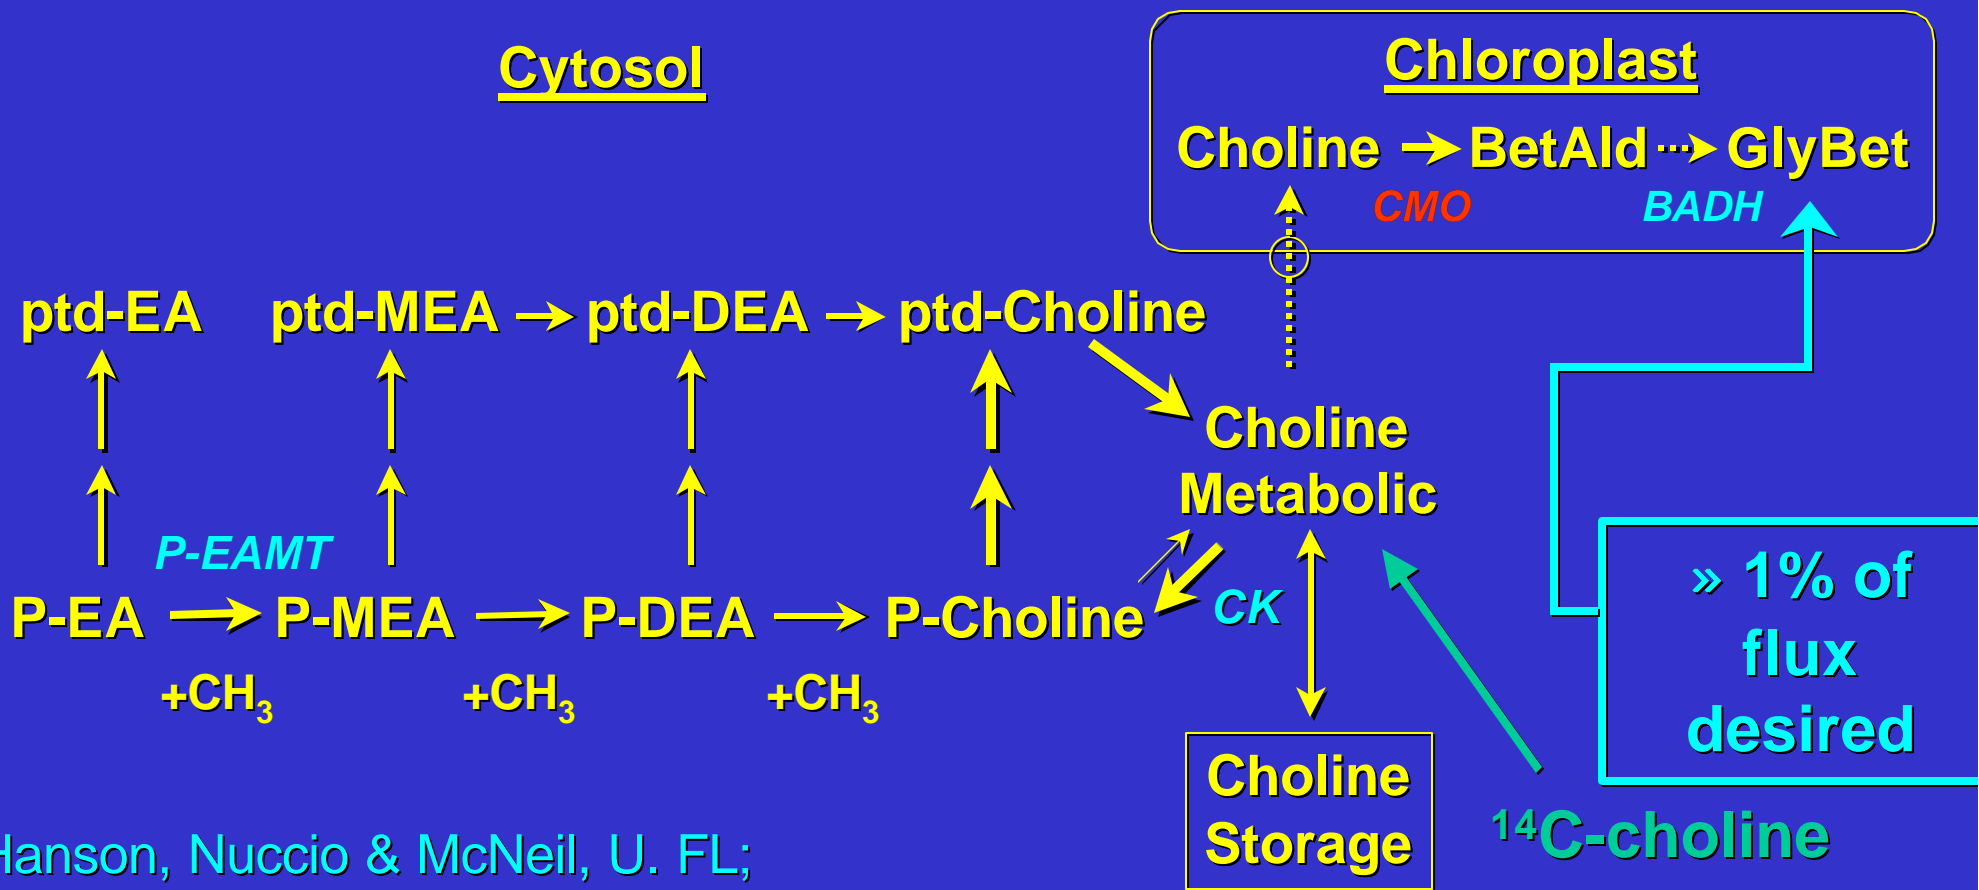 Cytosol
Chloroplast
Choline BetAld GlyBet
CMO BADH
ptd-EA ptd-MEA ptd-DEA ptd-Choline
Choline
Metabolic
P-EAMT
CK
P-EA P-MEA P-DEA P-Choline
+CH3 +CH3 +CH3
» 1% of
flux
desired
Choline
Storage
14C-choline
Hanson, Nuccio & McNeil, U. FL;